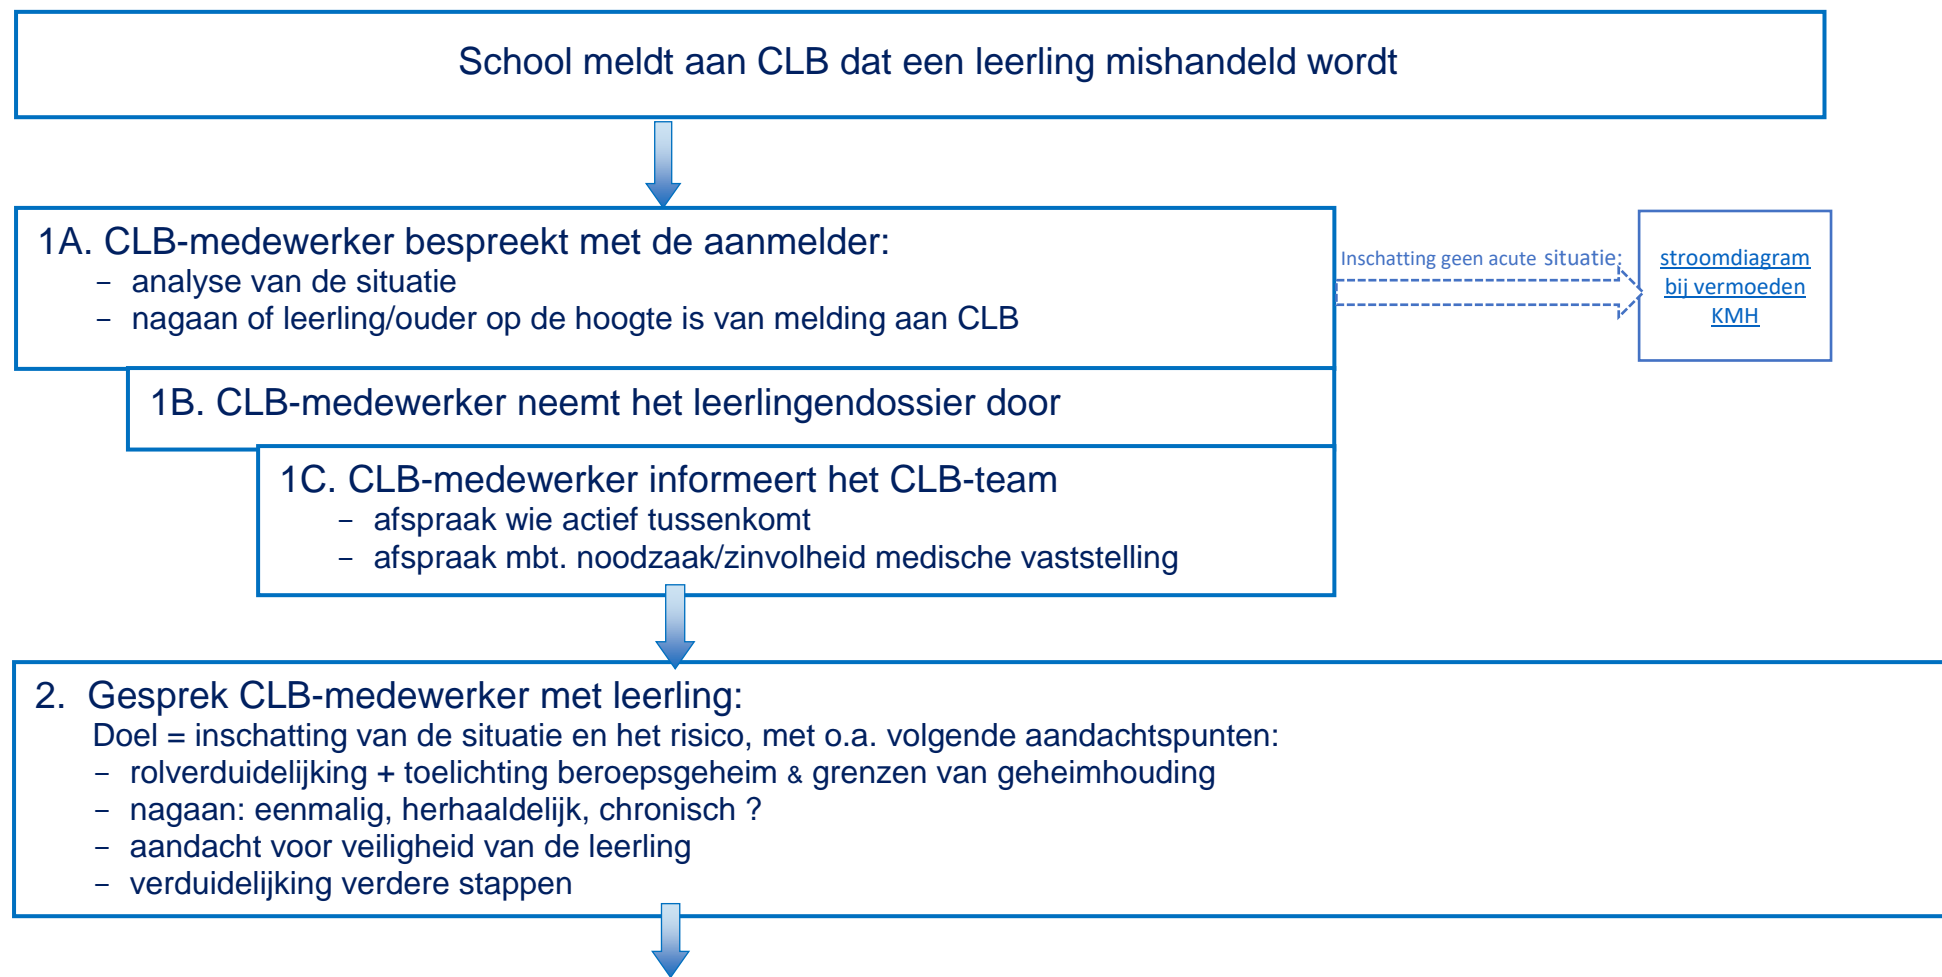 School meldt aan CLB dat een leerling mishandeld wordt
1A. CLB-medewerker bespreekt met de aanmelder:
- analyse van de situatie
- nagaan of leerling/ouder op de hoogte is van melding aan CLB
Inschatting geen acute situatie:
stroomdiagram
bij vermoeden
KMH
1B. CLB-medewerker neemt het leerlingendossier door
1C. CLB-medewerker informeert het CLB-team
- afspraak wie actief tussenkomt
- afspraak mbt. noodzaak/zinvolheid medische vaststelling
2. Gesprek CLB-medewerker met leerling:
Doel = inschatting van de situatie en het risico, met o.a. volgende aandachtspunten:
- rolverduidelijking + toelichting beroepsgeheim & grenzen van geheimhouding
- nagaan: eenmalig, herhaaldelijk, chronisch ?
- aandacht voor veiligheid van de leerling
- verduidelijking verdere stappen